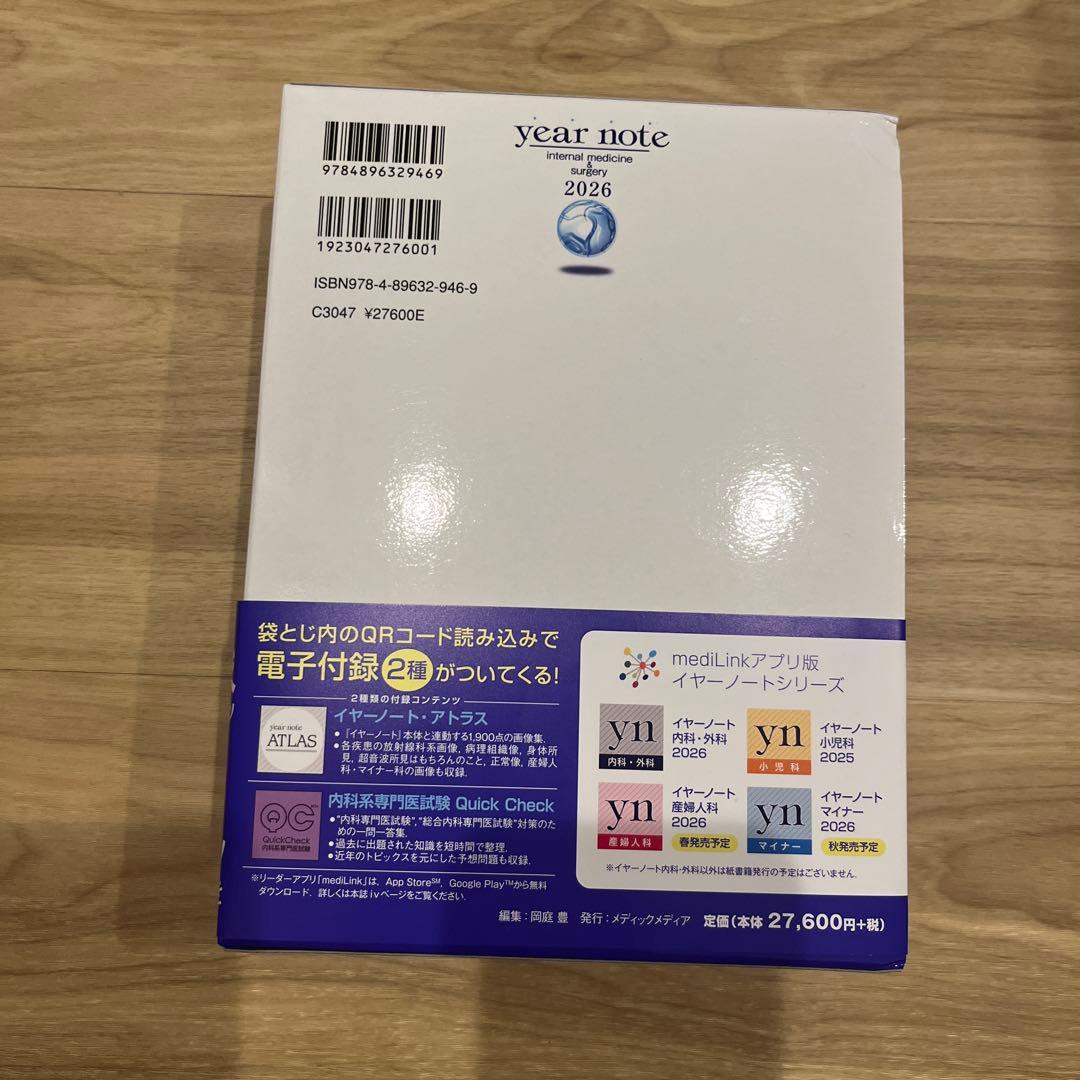 9784896329469
1923047276001
ISBN978-4-89632-946-9
C3047 ¥27600E
year note
internal medicine
&
surgery
2026
袋とじ内のQRコード読み込みで
電子付録2種がついてくる!
2種類の付録コンテンツ
year note
ATLAS
イヤーノート・アトラス
●『イヤーノート』本体と連動する1,900点の画像集.
●各疾患の放射線科系画像, 病理組織像, 身体所
見, 超音波所見はもちろんのこと, 正常像, 産婦人
科・マイナー科の画像も収録.
QC
QuickCheck
内科系専門医試験
内科系専門医試験 Quick Check
●"内科専門医試験", "総合内科専門医試験"対策のた
めの一問一答集.
●過去に出題された知識を短時間で整理.
●近年のトピックスを元にした予想問題も収録.
※リーダーアプリ「mediLink」は, App Store℠, Google Play™から無料
ダウンロード. 詳しくは本誌ivページをご覧ください.
mediLinkアプリ版
イヤーノートシリーズ
yn
内科・外科
イヤーノート
内科・外科
2026
yn
小児科
イヤーノート
小児科
2025
yn
産婦人科
イヤーノート
産婦人科
2026
春発売予定
yn
マイナー
イヤーノート
マイナー
2026
秋発売予定
※イヤーノート内科・外科以外は紙書籍発行の予定はございません.
編集:岡庭 豊 発行:メディックメディア 定価(本体 27,600円+税)